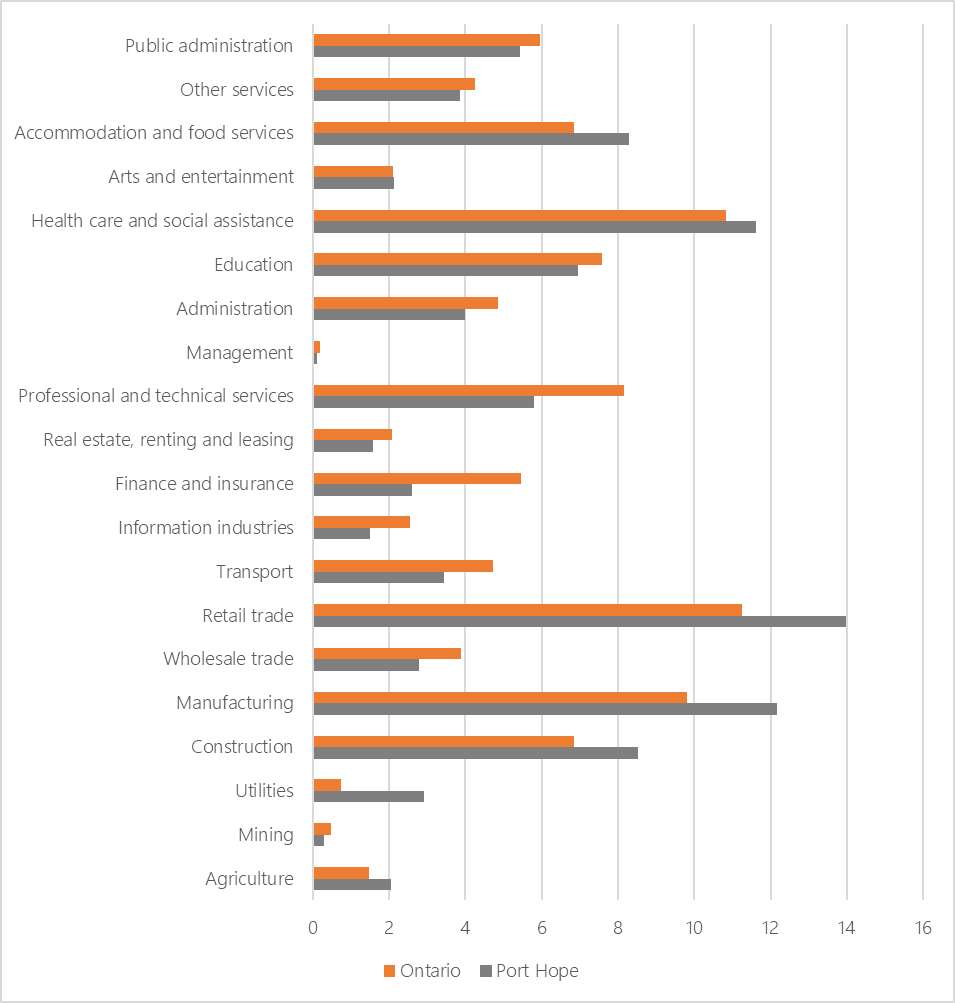 Public administration
Other services
Accommodation and food services
Arts and entertainment
Health care and social assistance
Education
Administration
Management
Professional and technical services
Real estate, renting and leasing
Finance and insurance
Information industries
Transport
Retail trade
Wholesale trade
Manufacturing
Construction
Utilities
Mining
Agriculture
0 2 4 6 8 10 12 14 16
Ontario Port Hope